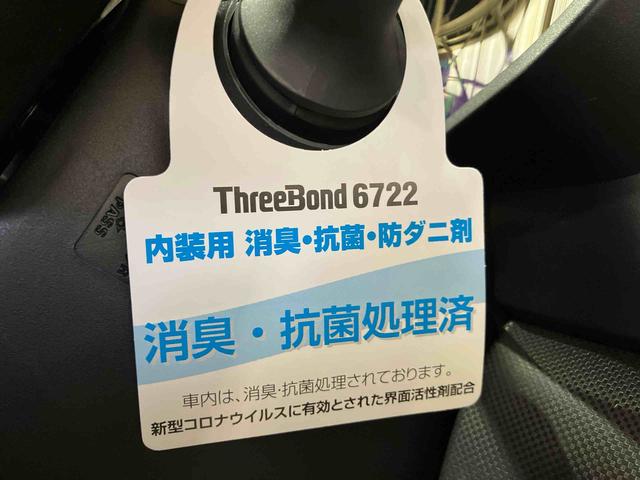 ThreeBond 6722
内装用 消臭・抗菌・防ダニ剤
消臭・抗菌処理済
車内は、消臭・抗菌処理されております。
新型コロナウイルスに有効とされた界面活性剤配合
PASS